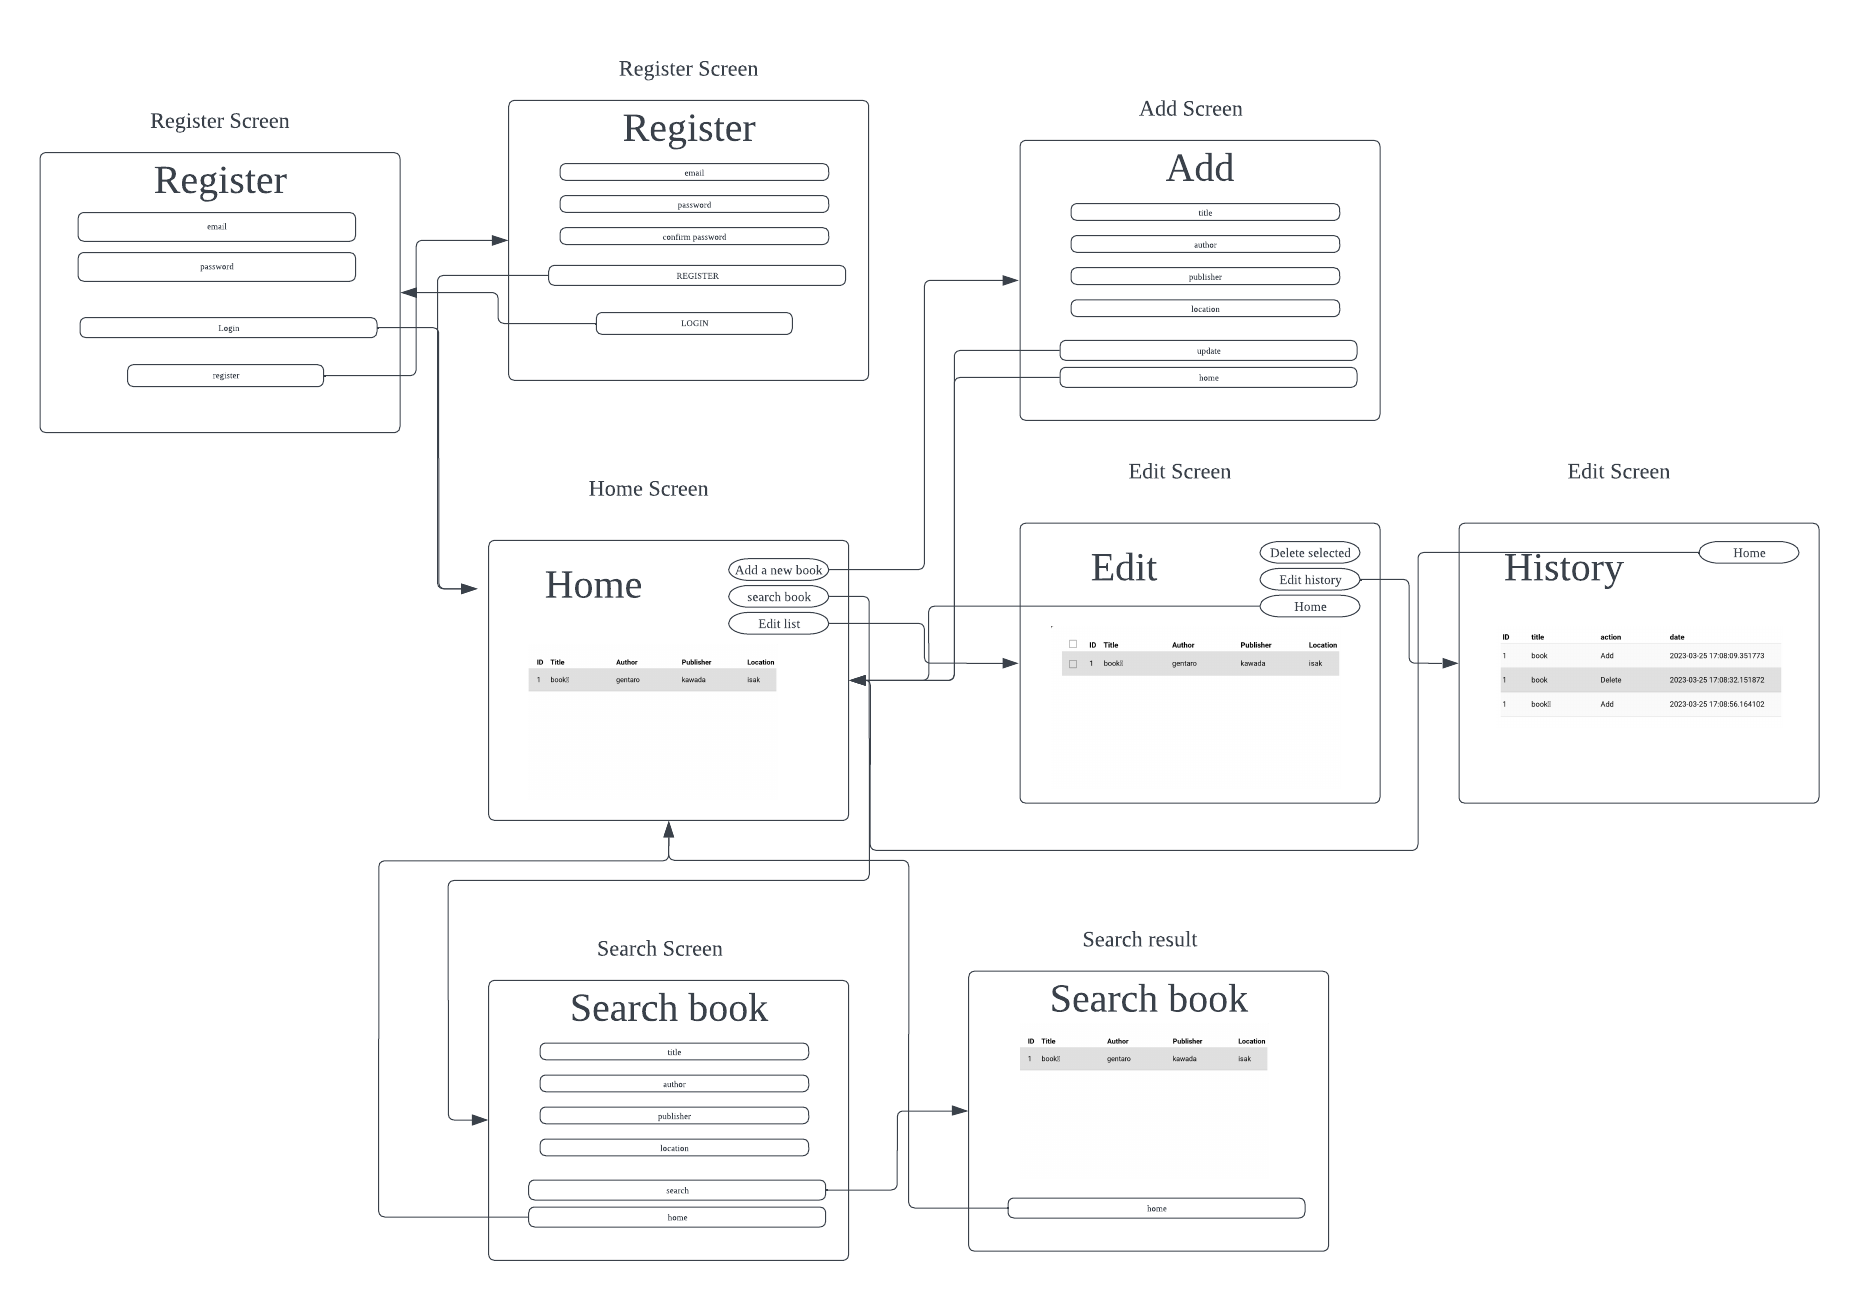 Register Screen
Register
email
password
Login
register
Register Screen
Register
email
password
confirm password
REGISTER
LOGIN
Add Screen
Add
title
author
publisher
location
update
home
Home Screen
Home
Add a new book
search book
Edit list
ID Title Author Publisher Location
1 book gentaro kawada isak
Edit Screen
Edit
Delete selected
Edit history
Home
ID Title Author Publisher Location
1 book gentaro kawada isak
Edit Screen
History
Home
ID title action date
1 book Add 2023-03-25 17:08:09.351773
1 book Delete 2023-03-25 17:08:32.151872
1 book Add 2023-03-25 17:08:56.164102
Search Screen
Search book
title
author
publisher
location
search
home
Search result
Search book
ID Title Author Publisher Location
1 book gentaro kawada isak
home